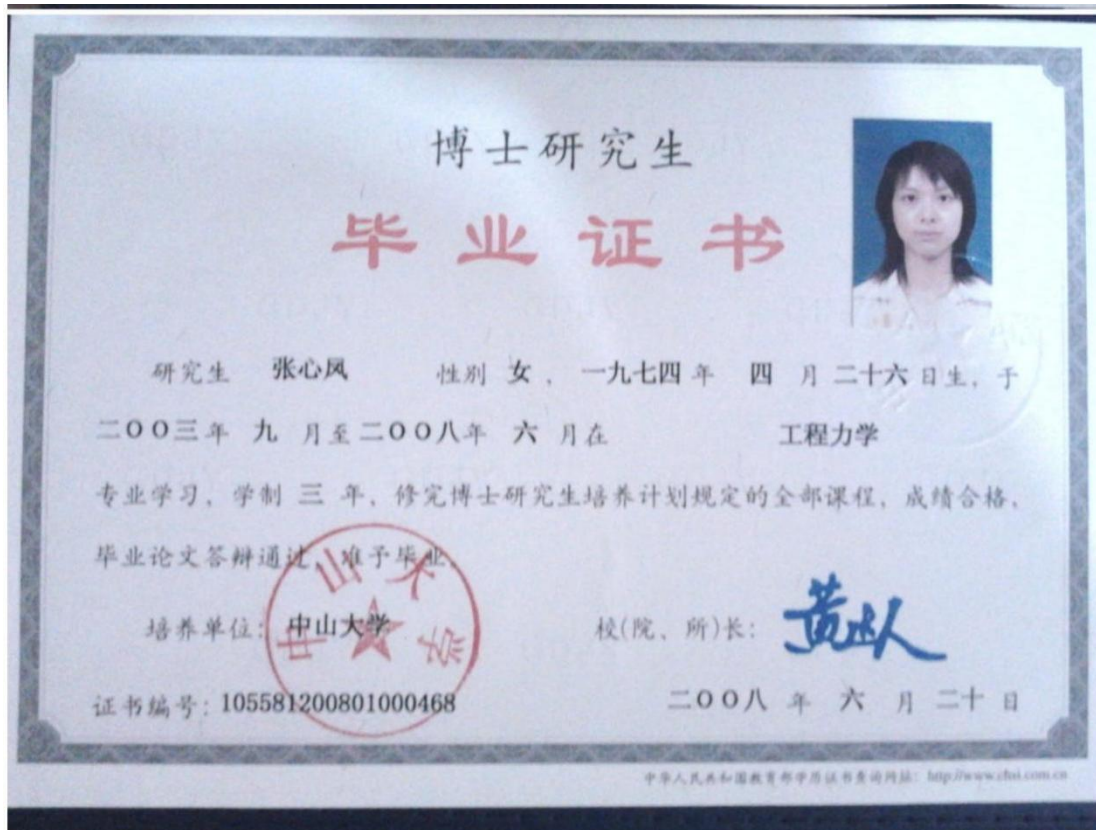 博士研究生
毕业证书
研究生 张心凤 性别 女 ，一九七四 年 四 月 二十六 日生，于
二〇〇三 年 九 月至 二〇〇八 年 六 月在 工程力学
专业学习，学制 三 年，修完博士研究生培养计划规定的全部课程，成绩合格，
毕业论文答辩通过，准予毕业。
中山大学
培养单位：中山大学 校(院、所)长：黄达人
证书编号：105581200801000468 二〇〇八 年 六 月 二十 日
中华人民共和国教育部学历证书查询网址：http://www.chsi.com.cn